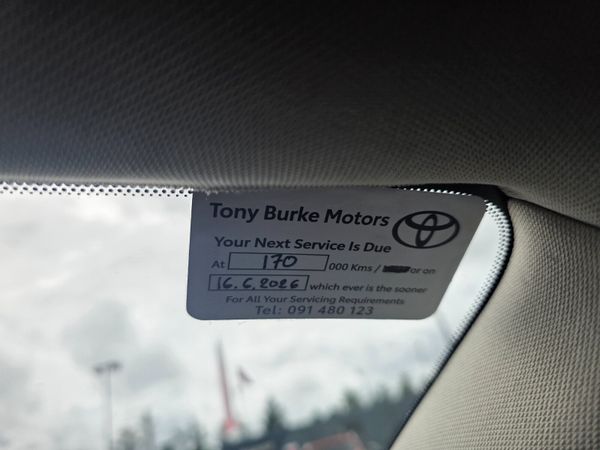 Tony Burke Motors
Your Next Service Is Due
At 170 000 Kms / or on
16.6.2026 which ever is the sooner
For All Your Servicing Requirements
Tel: 091 480 123